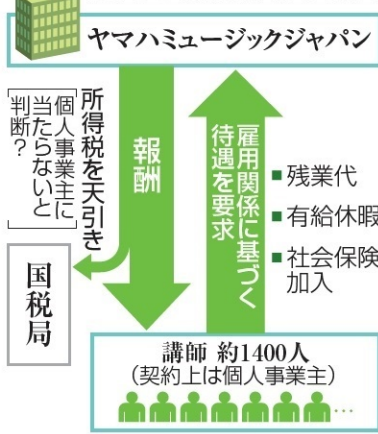 ヤマハミュージックジャパン
所得税を天引き
個人事業主に
当たらないと
判断?
国税局
報酬
雇用関係に基づく
待遇を要求
■残業代
■有給休暇
■社会保険
加入
講師 約1400人
(契約上は個人事業主)
…